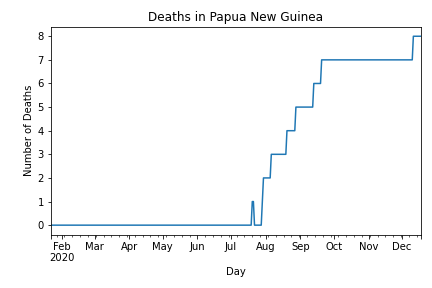 Deaths in Papua New Guinea
Number of Deaths
8
7
6
5
4
3
2
1
0
Feb Mar Apr May Jun Jul Aug Sep Oct Nov Dec
2020
Day